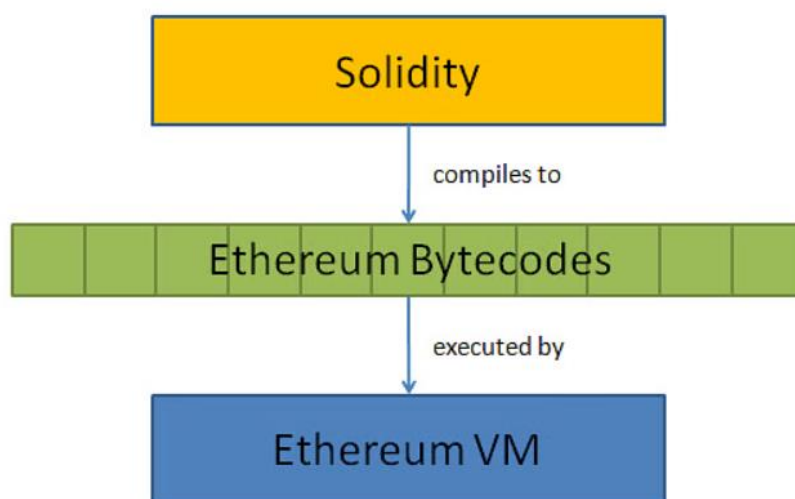 Solidity
compiles to
Ethereum Bytecodes
executed by
Ethereum VM